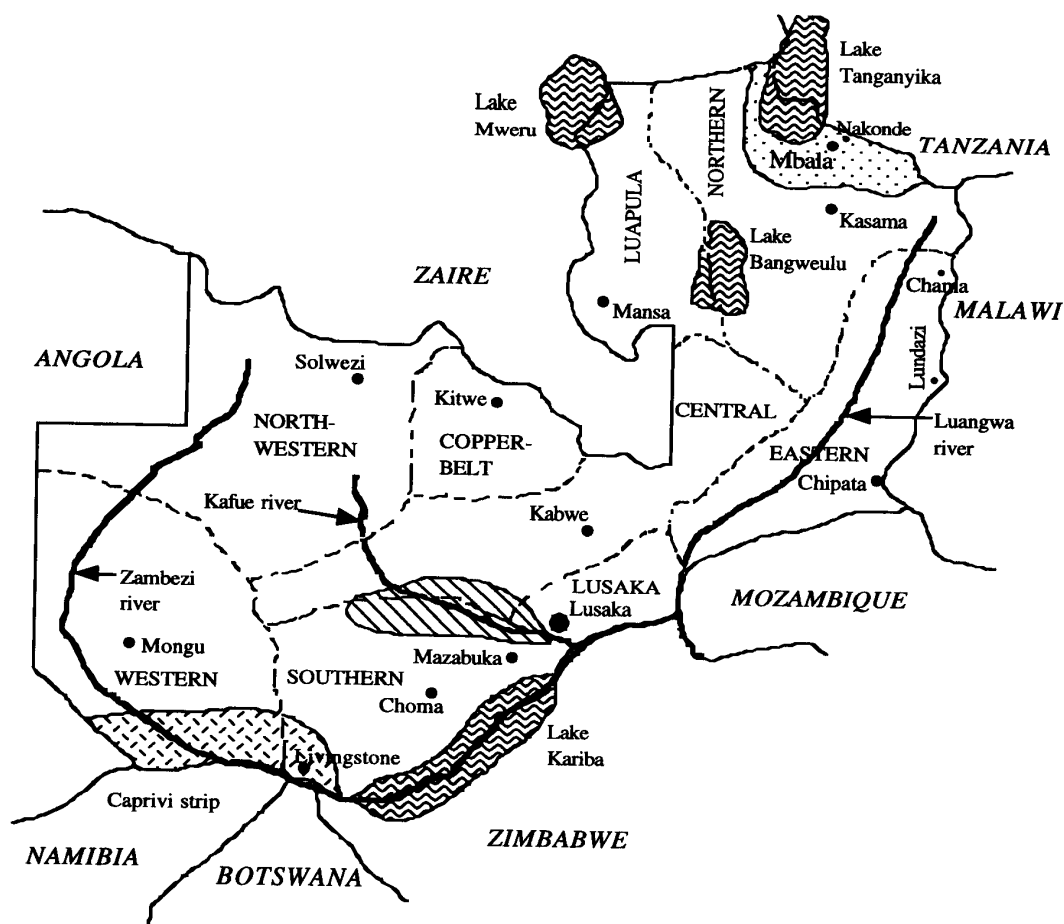 Lake
Tanganyika
Lake
Mweru
Nakonde
TANZANIA
Mbala
NORTHERN
LUAPULA
Kasama
Lake
Bangweulu
ZAIRE
Chama
MALAWI
Mansa
ANGOLA
Solwezi
Lundazi
Kitwe
CENTRAL
NORTH-
WESTERN
COPPER-
BELT
Luangwa
river
EASTERN
Chipata
Kafue river
Kabwe
Zambezi
river
LUSAKA
Lusaka
MOZAMBIQUE
Mongu
WESTERN
SOUTHERN
Mazabuka
Choma
Lake
Kariba
Livingstone
Caprivi strip
ZIMBABWE
NAMIBIA
BOTSWANA